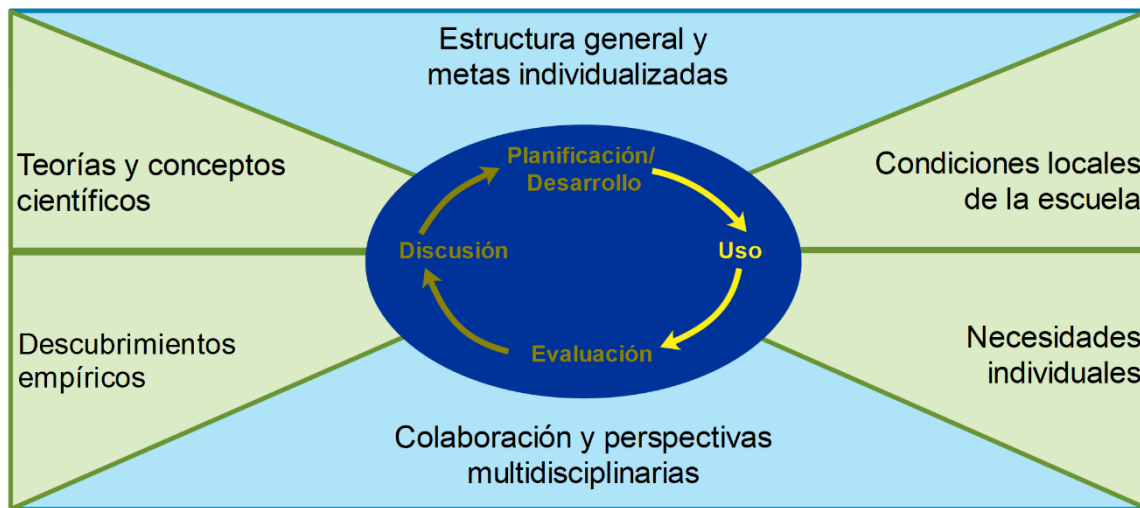 Estructura general y
metas individualizadas
Teorías y conceptos
científicos
Planificación/
Desarrollo
Condiciones locales
de la escuela
Discusión
Uso
Descubrimientos
empíricos
Evaluación
Necesidades
individuales
Colaboración y perspectivas
multidisciplinarias